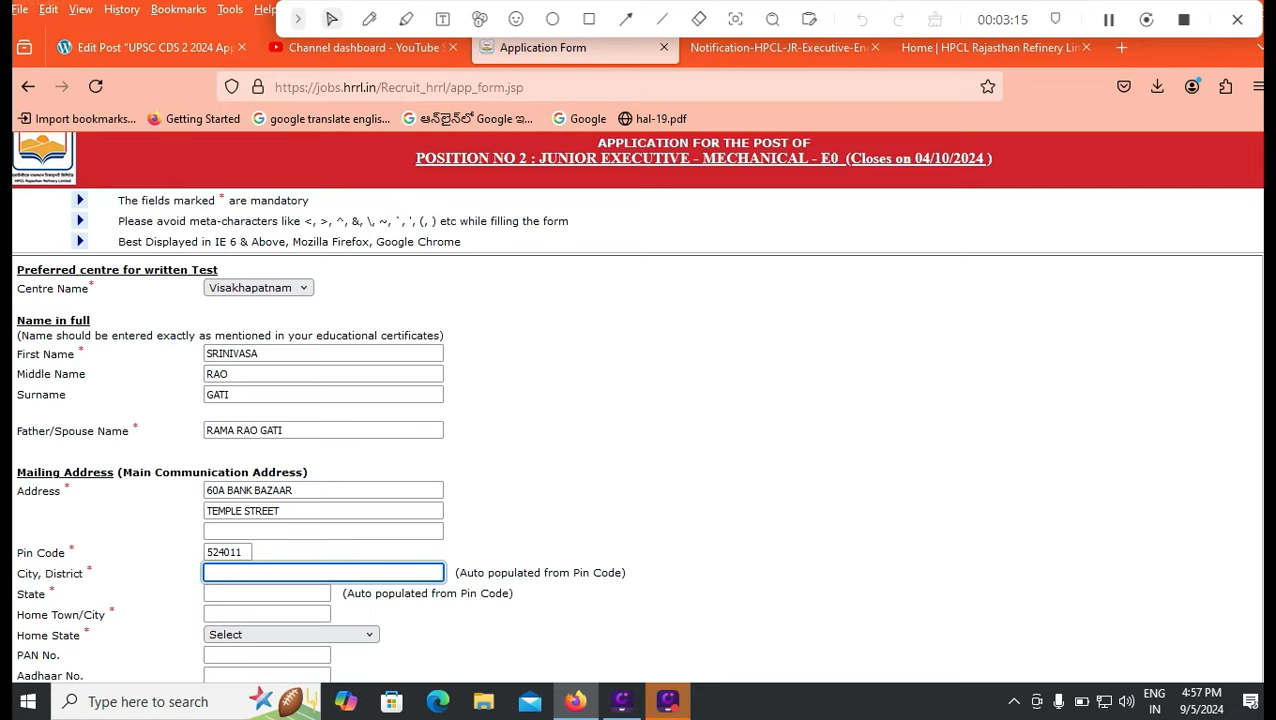 File Edit View History Bookmarks Tools
00:03:15
Edit Post "UPSC CDS 2 2024 App
Channel dashboard - YouTube
Application Form
Notification-HPCL-JR-Executive-En
Home | HPCL Rajasthan Refinery Lin
https://jobs.hrrl.in/Recruit_hrrl/app_form.jsp
Import bookmarks...
Getting Started
google translate englis...
ఆన్‌లైన్‌లో Google ఇ...
Google
hal-19.pdf
APPLICATION FOR THE POST OF
POSITION NO 2 : JUNIOR EXECUTIVE - MECHANICAL - E0 (Closes on 04/10/2024 )
HPCL Rajasthan Refinery Limited
The fields marked * are mandatory
Please avoid meta-characters like <, >, ^, &, \, ~, `, ', (, ) etc while filling the form
Best Displayed in IE 6 & Above, Mozilla Firefox, Google Chrome
Preferred centre for written Test
Centre Name* Visakhapatnam
Name in full
(Name should be entered exactly as mentioned in your educational certificates)
First Name * SRINIVASA
Middle Name RAO
Surname GATI
Father/Spouse Name * RAMA RAO GATI
Mailing Address (Main Communication Address)
Address * 60A BANK BAZAAR
TEMPLE STREET
Pin Code * 524011
City, District * (Auto populated from Pin Code)
State * (Auto populated from Pin Code)
Home Town/City *
Home State * Select
PAN No.
Aadhaar No.
Type here to search
ENG
IN
4:57 PM
9/5/2024